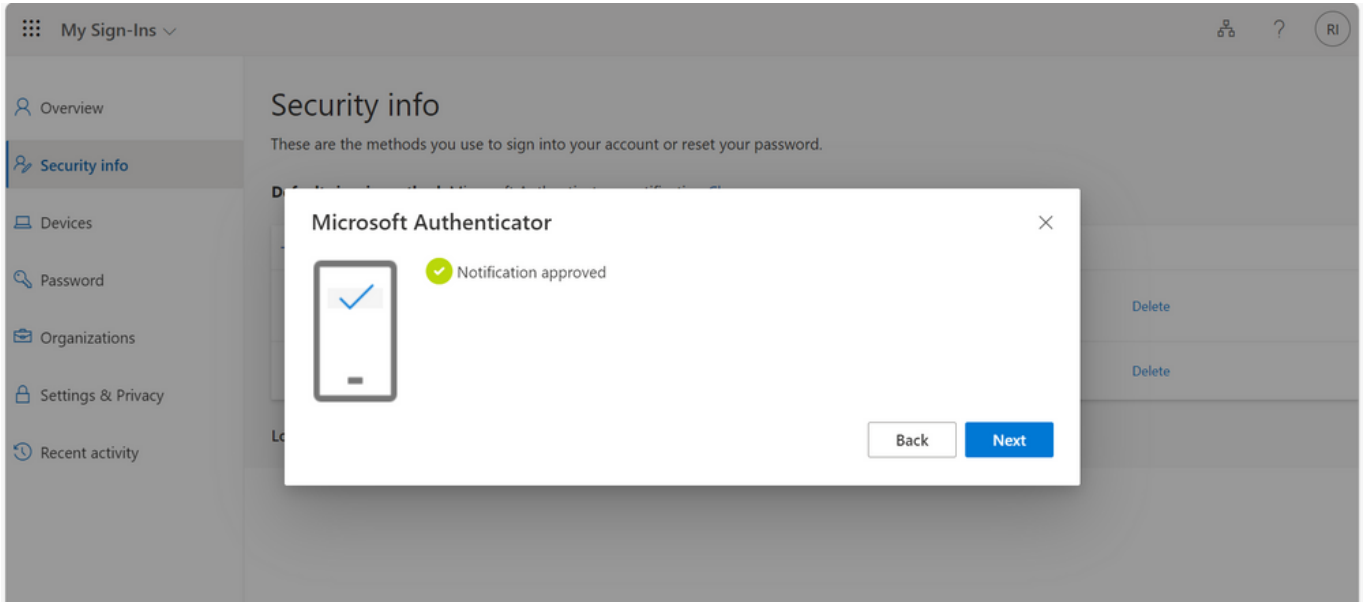 My Sign-Ins
?
RI
Overview
Security info
Devices
Password
Organizations
Settings & Privacy
Recent activity
Security info
These are the methods you use to sign into your account or reset your password.
Microsoft Authenticator
Notification approved
Back
Next
Delete
Delete